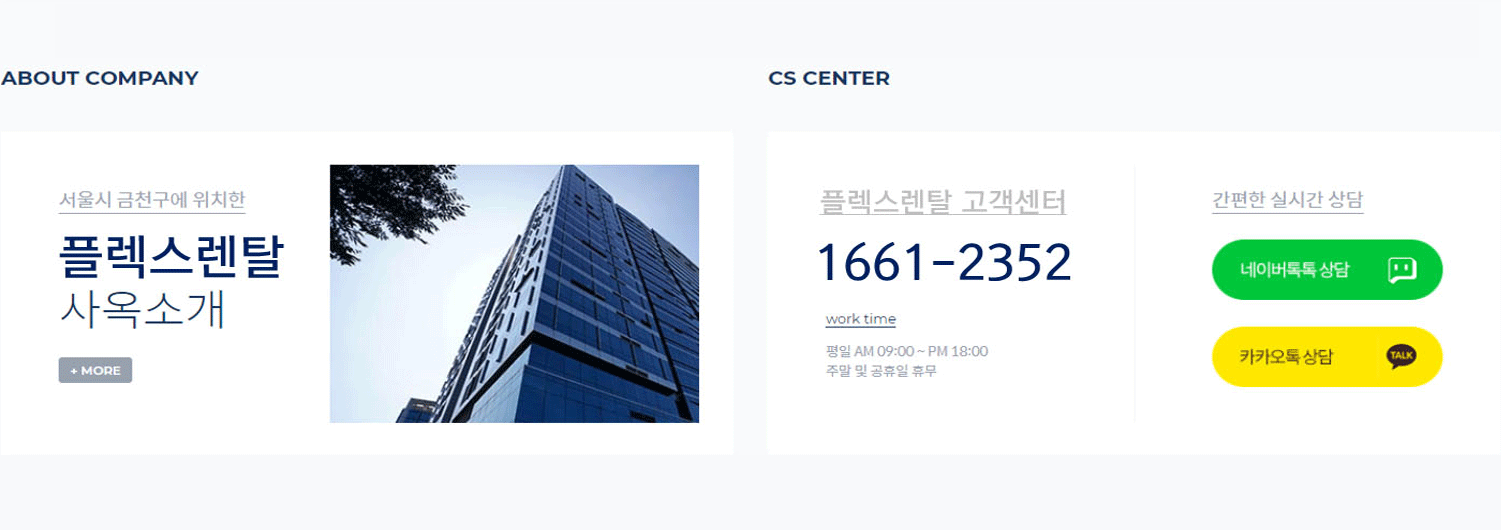 ABOUT COMPANY
서울시 금천구에 위치한
플렉스렌탈
사옥소개
+ MORE
CS CENTER
플렉스렌탈 고객센터
1661-2352
work time
평일 AM 09:00 ~ PM 18:00
주말 및 공휴일 휴무
간편한 실시간 상담
네이버톡톡 상담
카카오톡 상담
TALK